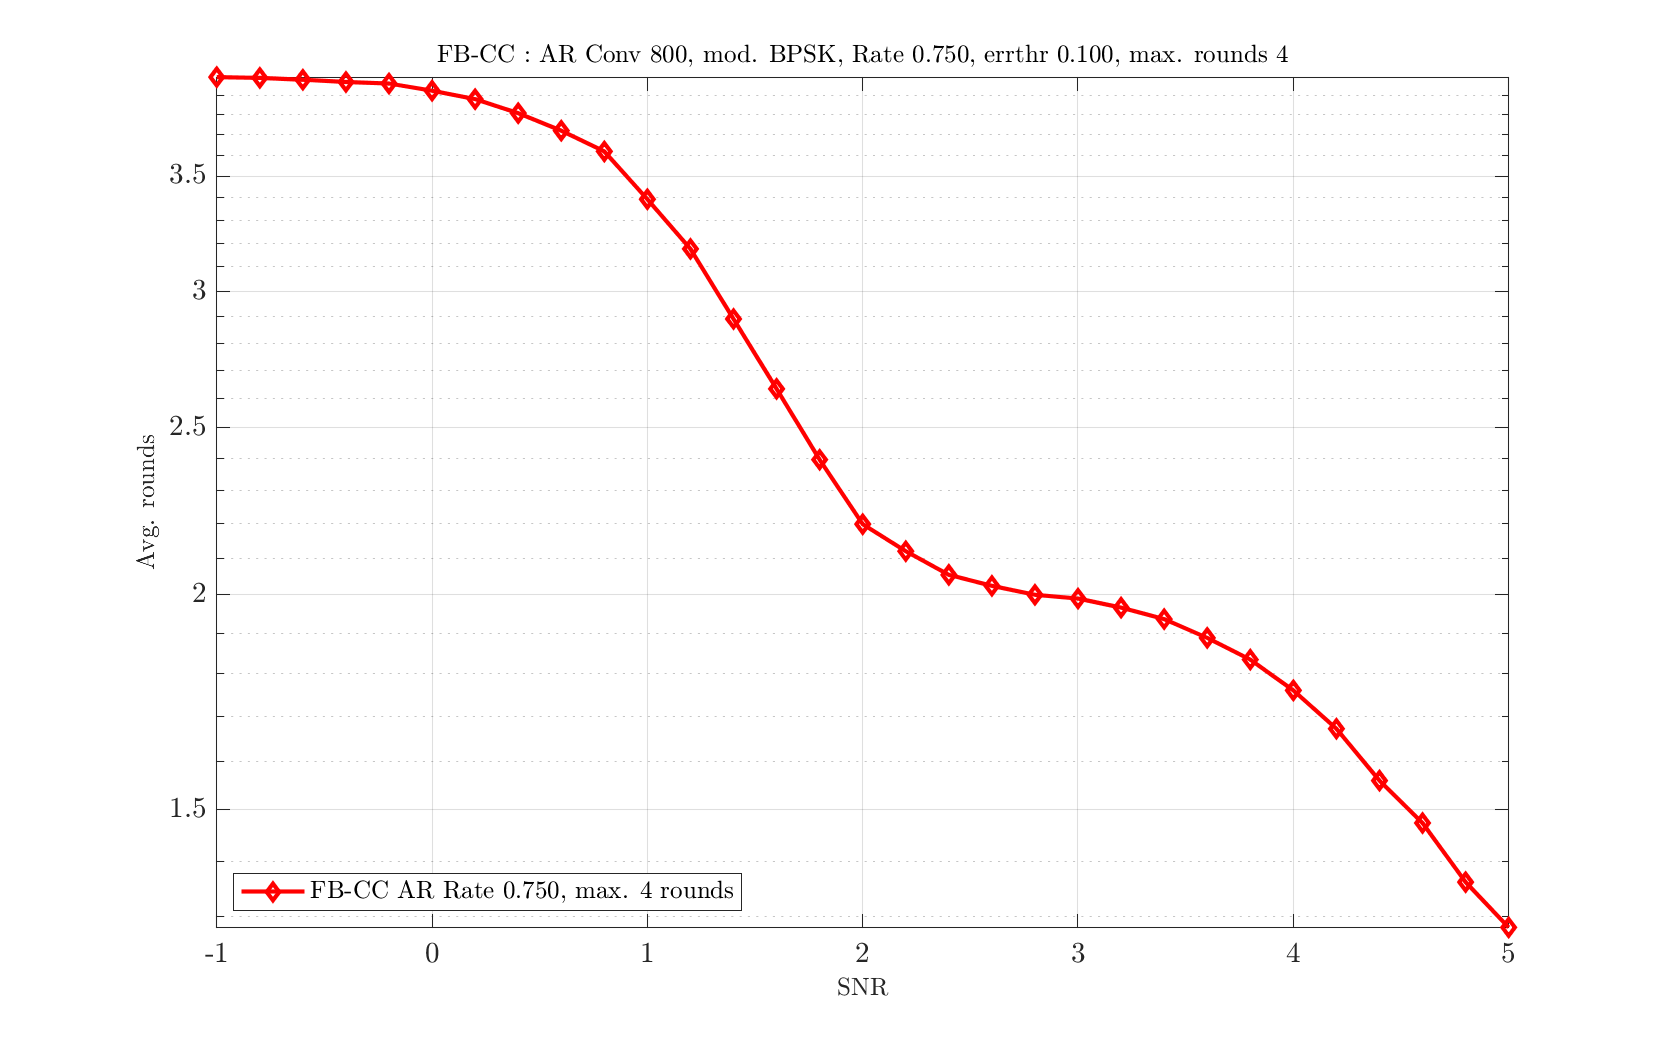 FB-CC : AR Conv 800, mod. BPSK, Rate 0.750, errthr 0.100, max. rounds 4
3.5
3
2.5
2
1.5
Avg. rounds
FB-CC AR Rate 0.750, max. 4 rounds
-1 0 1 2 3 4 5
SNR